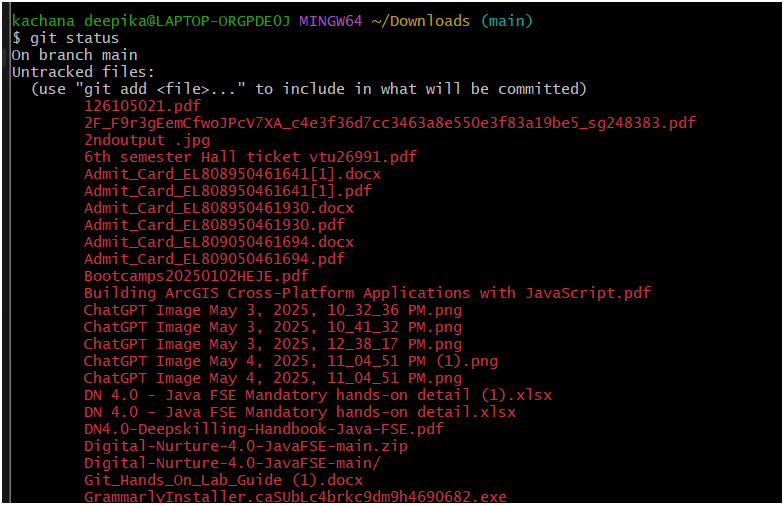 kachana deepika@LAPTOP-ORGPDE0J MINGW64 ~/Downloads (main)
$ git status
On branch main
Untracked files:
  (use "git add <file>..." to include in what will be committed)
        126105021.pdf
        2F_F9r3gEemCfwoJPcV7XA_c4e3f36d7cc3463a8e550e3f83a19be5_sg248383.pdf
        2ndoutput .jpg
        6th semester Hall ticket vtu26991.pdf
        Admit_Card_EL808950461641[1].docx
        Admit_Card_EL808950461641[1].pdf
        Admit_Card_EL808950461930.docx
        Admit_Card_EL808950461930.pdf
        Admit_Card_EL809050461694.docx
        Admit_Card_EL809050461694.pdf
        Bootcamps20250102HEJE.pdf
        Building ArcGIS Cross-Platform Applications with JavaScript.pdf
        ChatGPT Image May 3, 2025, 10_32_36 PM.png
        ChatGPT Image May 3, 2025, 10_41_32 PM.png
        ChatGPT Image May 3, 2025, 12_38_17 PM.png
        ChatGPT Image May 4, 2025, 11_04_51 PM (1).png
        ChatGPT Image May 4, 2025, 11_04_51 PM.png
        DN 4.0 - Java FSE Mandatory hands-on detail (1).xlsx
        DN 4.0 - Java FSE Mandatory hands-on detail.xlsx
        DN4.0-Deepskilling-Handbook-Java-FSE.pdf
        Digital-Nurture-4.0-JavaFSE-main.zip
        Digital-Nurture-4.0-JavaFSE-main/
        Git_Hands_On_Lab_Guide (1).docx
        GrammarlyInstaller.caSUbLc4brkc9dm9h4690682.exe